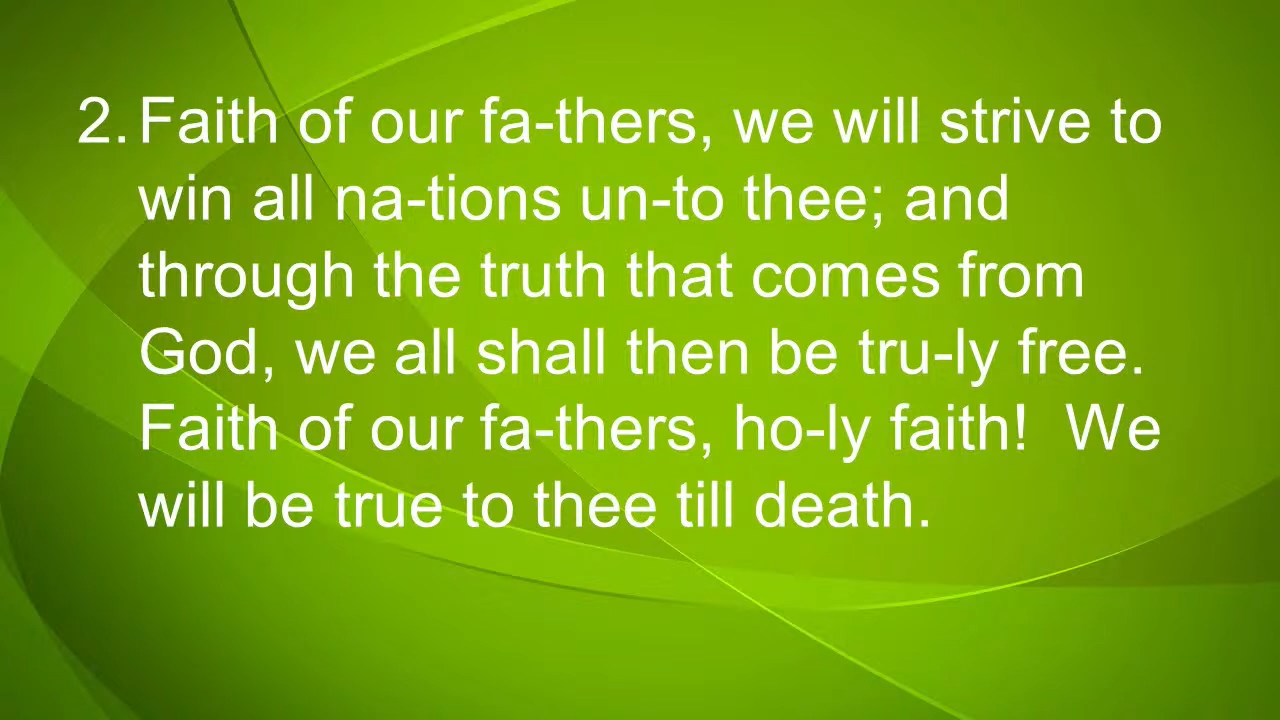 2. Faith of our fa-thers, we will strive to
win all na-tions un-to thee; and
through the truth that comes from
God, we all shall then be tru-ly free.
Faith of our fa-thers, ho-ly faith!  We
will be true to thee till death.